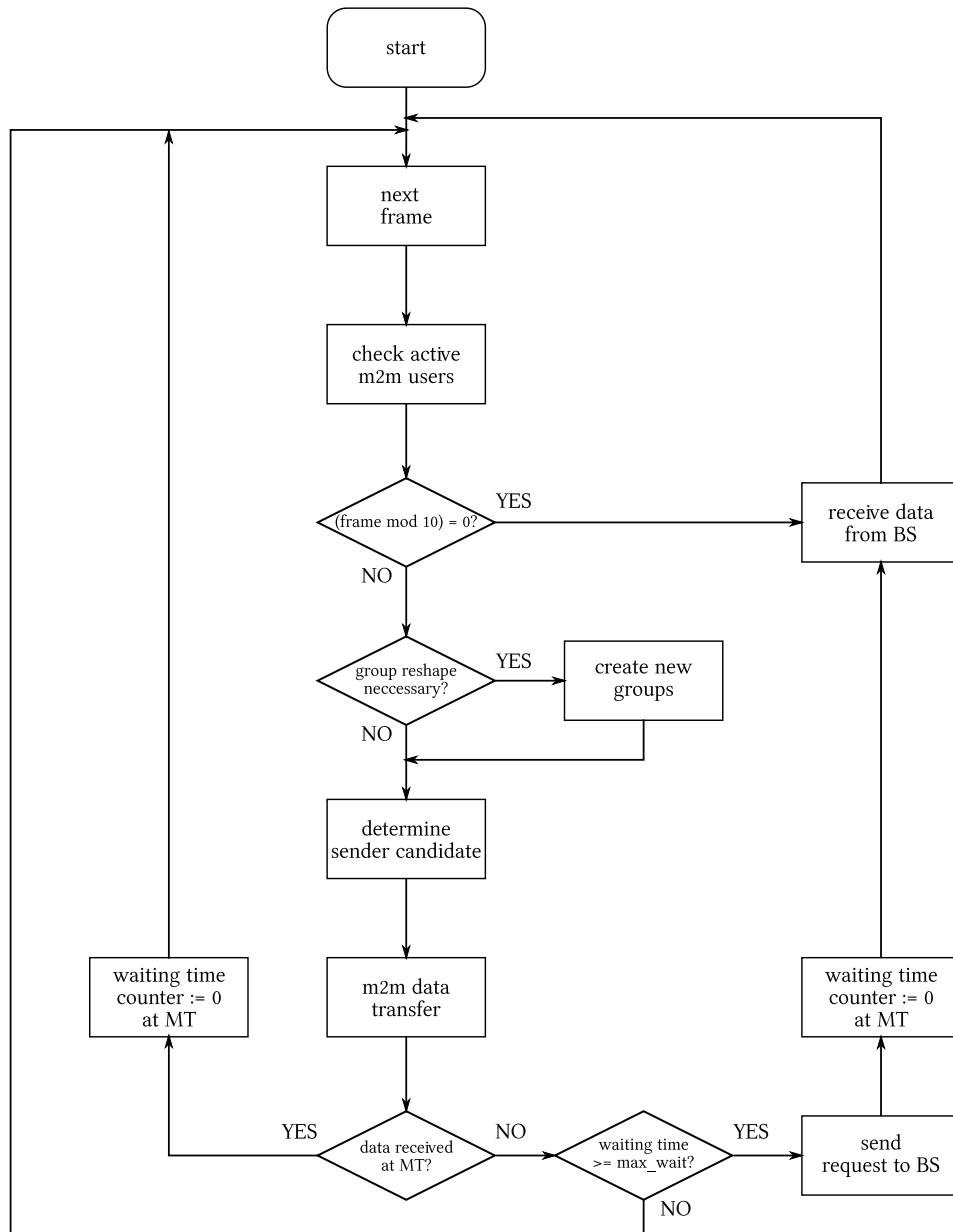 start
next
frame
check active
m2m users
(frame mod 10) = 0?
YES
NO
receive data
from BS
group reshape
neccessary?
YES
NO
create new
groups
determine
sender candidate
m2m data
transfer
waiting time
counter := 0
at MT
waiting time
counter := 0
at MT
YES
data received
at MT?
NO
waiting time
>= max_wait?
YES
NO
send
request to BS